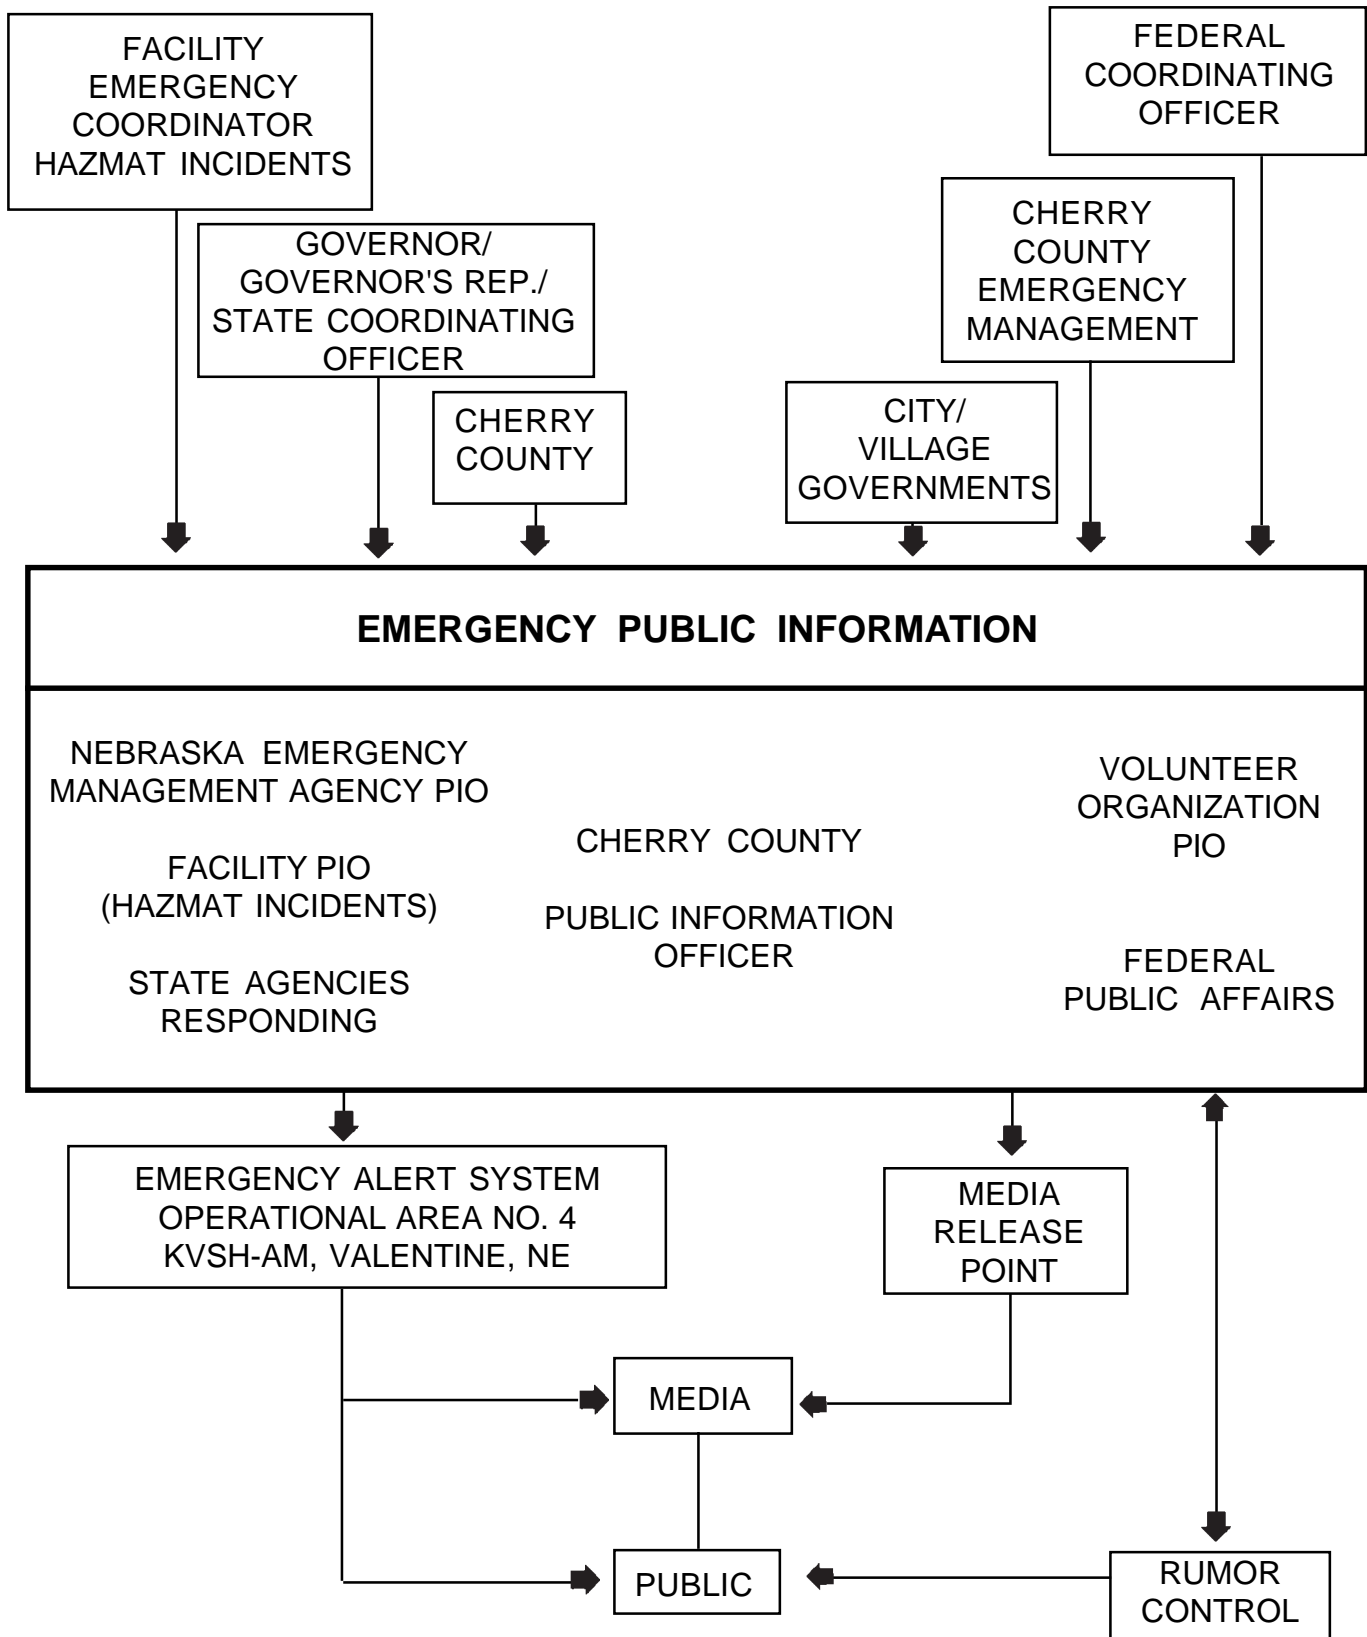 FACILITY
EMERGENCY
COORDINATOR
HAZMAT INCIDENTS
FEDERAL
COORDINATING
OFFICER
GOVERNOR/
GOVERNOR'S REP./
STATE COORDINATING
OFFICER
CHERRY
COUNTY
EMERGENCY
MANAGEMENT
CHERRY
COUNTY
CITY/
VILLAGE
GOVERNMENTS
EMERGENCY PUBLIC INFORMATION
NEBRASKA EMERGENCY
MANAGEMENT AGENCY PIO
FACILITY PIO
(HAZMAT INCIDENTS)
STATE AGENCIES
RESPONDING
CHERRY COUNTY
PUBLIC INFORMATION
OFFICER
VOLUNTEER
ORGANIZATION
PIO
FEDERAL
PUBLIC AFFAIRS
EMERGENCY ALERT SYSTEM
OPERATIONAL AREA NO. 4
KVSH-AM, VALENTINE, NE
MEDIA
RELEASE
POINT
MEDIA
PUBLIC
RUMOR
CONTROL